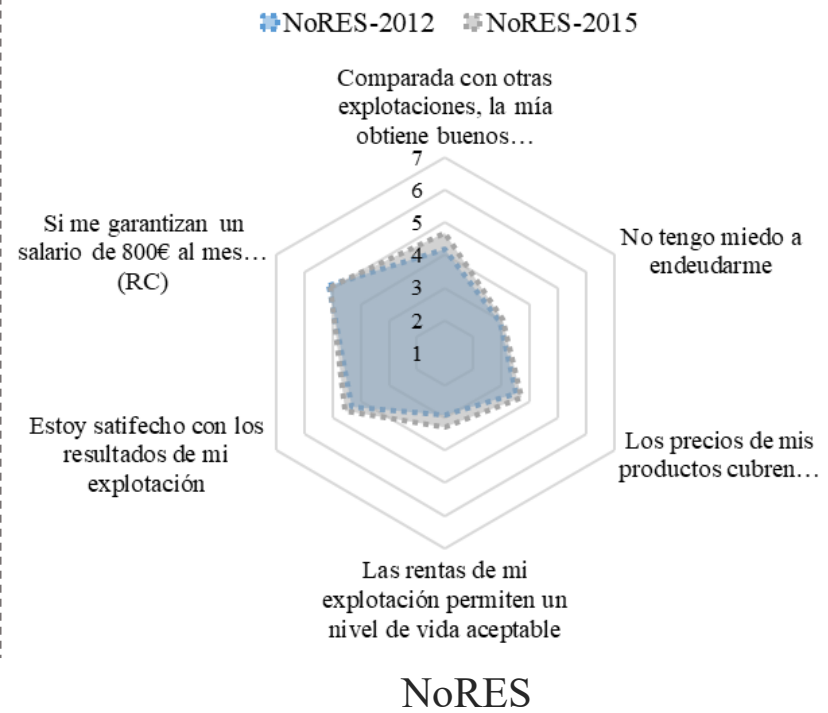 NoRES-2012 NoRES-2015
Comparada con otras
explotaciones, la mía
obtiene buenos…
7
6
5
4
3
2
1
No tengo miedo a
endeudarme
Los precios de mis
productos cubren…
Las rentas de mi
explotación permiten un
nivel de vida aceptable
Estoy satifecho con los
resultados de mi
explotación
Si me garantizan un
salario de 800€ al mes…
(RC)
NoRES